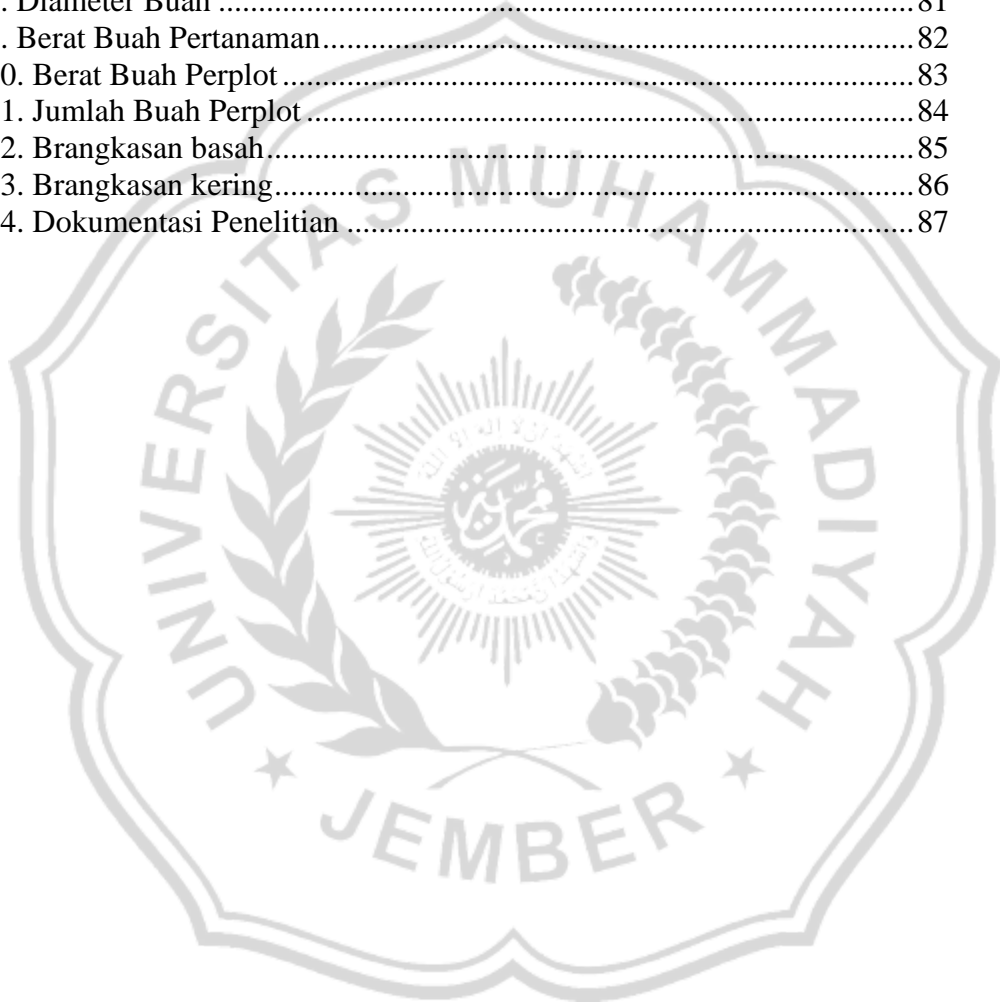 . Diameter Buah ........................................................................................81
. Berat Buah Pertanaman...........................................................................82
0. Berat Buah Perplot ................................................................................83
1. Jumlah Buah Perplot .............................................................................84
2. Brangkasan basah..................................................................................85
3. Brangkasan kering.................................................................................86
4. Dokumentasi Penelitian ........................................................................87
UNIVERSITAS MUHAMMADIYAH
JEMBER